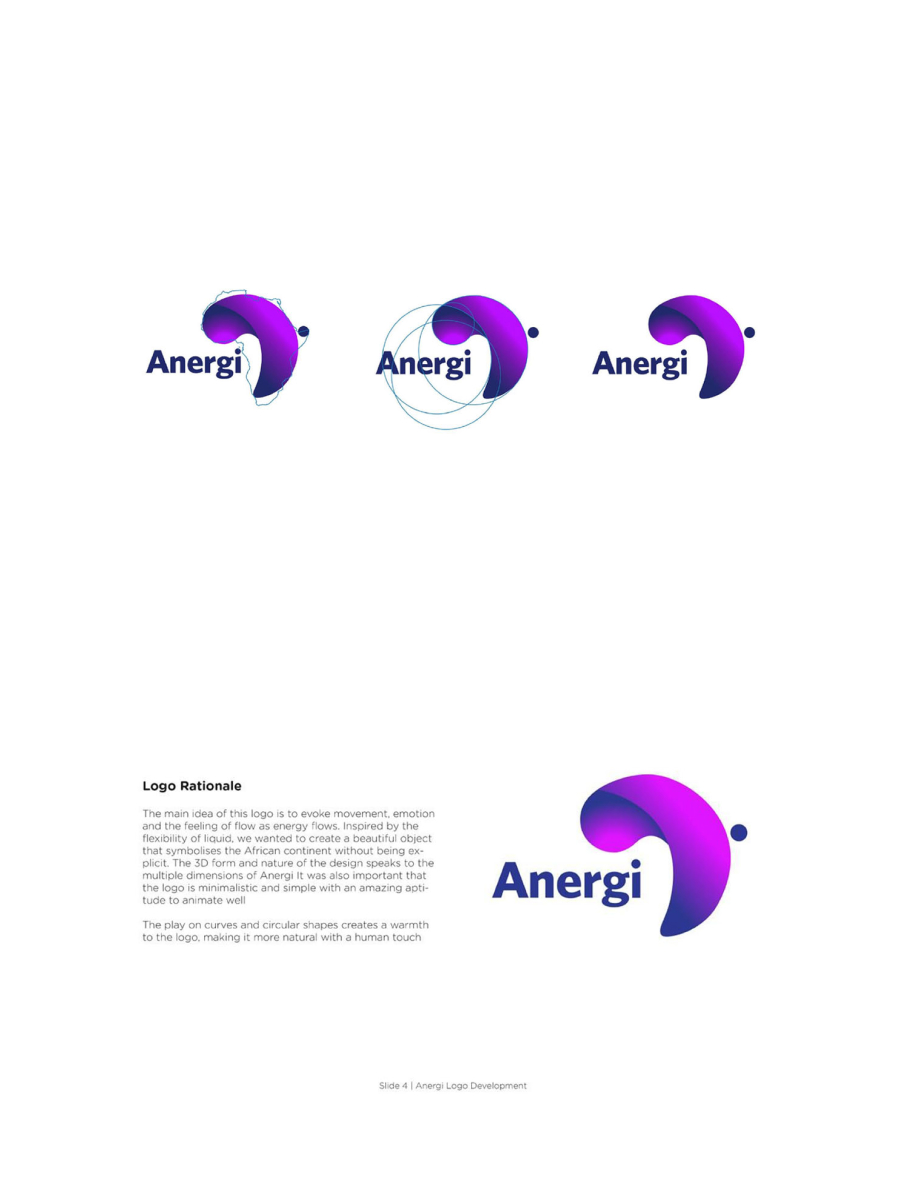 Anergi
Anergi
Anergi
Logo Rationale
The main idea of this logo is to evoke movement, emotion
and the feeling of flow as energy flows. Inspired by the
flexibility of liquid, we wanted to create a beautiful object
that symbolises the African continent without being ex-
plicit. The 3D form and nature of the design speaks to the
multiple dimensions of Anergi It was also important that
the logo is minimalistic and simple with an amazing apti-
tude to animate well
The play on curves and circular shapes creates a warmth
to the logo, making it more natural with a human touch
Anergi
Slide 4 | Anergi Logo Development